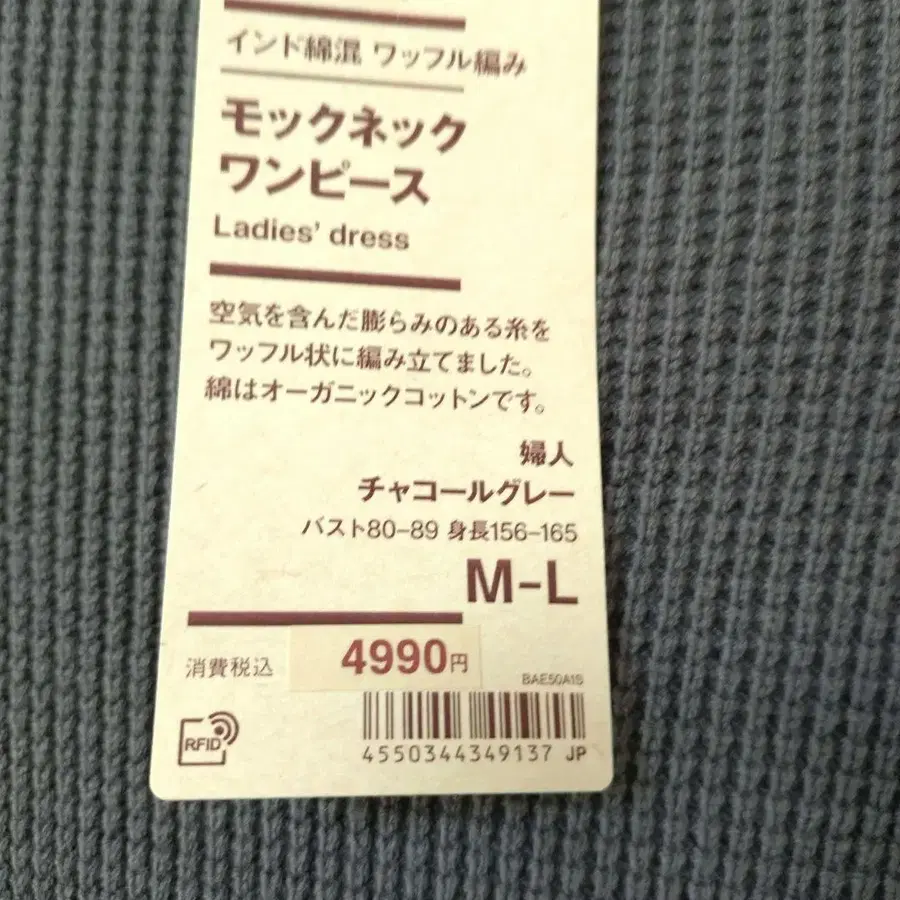 インド綿混 ワッフル編み
モックネック
ワンピース
Ladies' dress
空気を含んだ膨らみのある糸を
ワッフル状に編み立てました。
綿はオーガニックコットンです。
婦人
チャコールグレー
バスト80-89 身長156-165
M-L
消費税込 4990円
BAE50A1S
RFID
4550344349137 JP